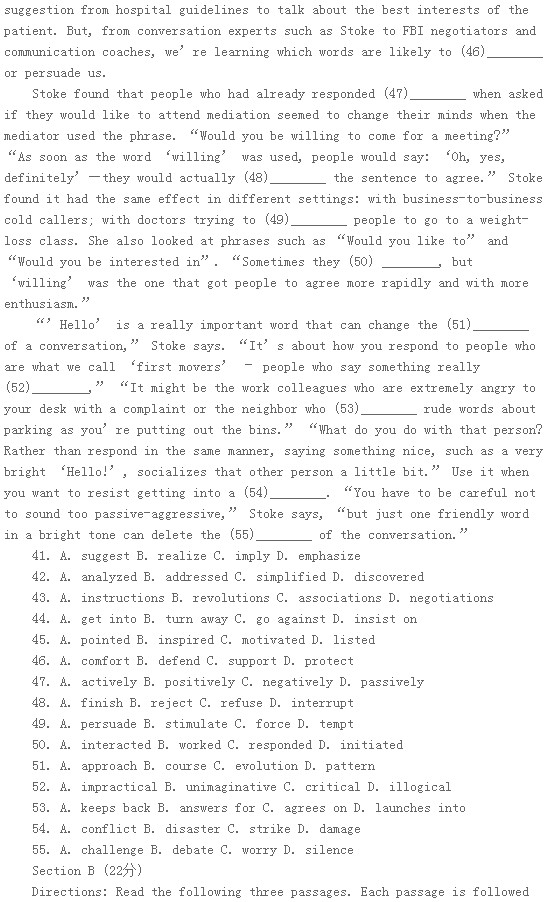 suggestion from hospital guidelines to talk about the best interests of the
patient. But, from conversation experts such as Stoke to FBI negotiators and
communication coaches, we’re learning which words are likely to (46)________
or persuade us.
Stoke found that people who had already responded (47)________ when asked
if they would like to attend mediation seemed to change their minds when the
mediator used the phrase. “Would you be willing to come for a meeting?”
“As soon as the word ‘willing’ was used, people would say: ‘Oh, yes,
definitely’—they would actually (48)________ the sentence to agree.” Stoke
found it had the same effect in different settings: with business-to-business
cold callers; with doctors trying to (49)________ people to go to a weight-
loss class. She also looked at phrases such as “Would you like to” and
“Would you be interested in”. “Sometimes they (50) ________, but
‘willing’ was the one that got people to agree more rapidly and with more
enthusiasm.”
“’Hello’ is a really important word that can change the (51)________
of a conversation,” Stoke says. “It’s about how you respond to people who
are what we call ‘first movers’ – people who say something really
(52)________,” “It might be the work colleagues who are extremely angry to
your desk with a complaint or the neighbor who (53)________ rude words about
parking as you’re putting out the bins.” “What do you do with that person?
Rather than respond in the same manner, saying something nice, such as a very
bright ‘Hello!’, socializes that other person a little bit.” Use it when
you want to resist getting into a (54)________. “You have to be careful not
to sound too passive-aggressive,” Stoke says, “but just one friendly word
in a bright tone can delete the (55)________ of the conversation.”
41. A. suggest B. realize C. imply D. emphasize
42. A. analyzed B. addressed C. simplified D. discovered
43. A. instructions B. revolutions C. associations D. negotiations
44. A. get into B. turn away C. go against D. insist on
45. A. pointed B. inspired C. motivated D. listed
46. A. comfort B. defend C. support D. protect
47. A. actively B. positively C. negatively D. passively
48. A. finish B. reject C. refuse D. interrupt
49. A. persuade B. stimulate C. force D. tempt
50. A. interacted B. worked C. responded D. initiated
51. A. approach B. course C. evolution D. pattern
52. A. impractical B. unimaginative C. critical D. illogical
53. A. keeps back B. answers for C. agrees on D. launches into
54. A. conflict B. disaster C. strike D. damage
55. A. challenge B. debate C. worry D. silence
Section B (22分)
Directions: Read the following three passages. Each passage is followed